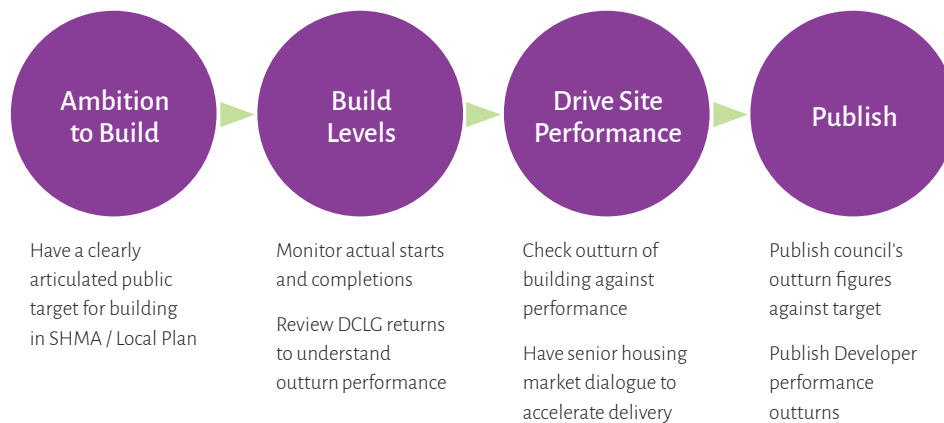 Ambition
to Build
Build
Levels
Drive Site
Performance
Publish
Have a clearly
articulated public
target for building
in SHMA / Local Plan
Monitor actual starts
and completions
Review DCLG returns
to understand
outturn performance
Check outturn of
building against
performance
Have senior housing
market dialogue to
accelerate delivery
Publish council's
outturn figures
against target
Publish Developer
performance
outturns